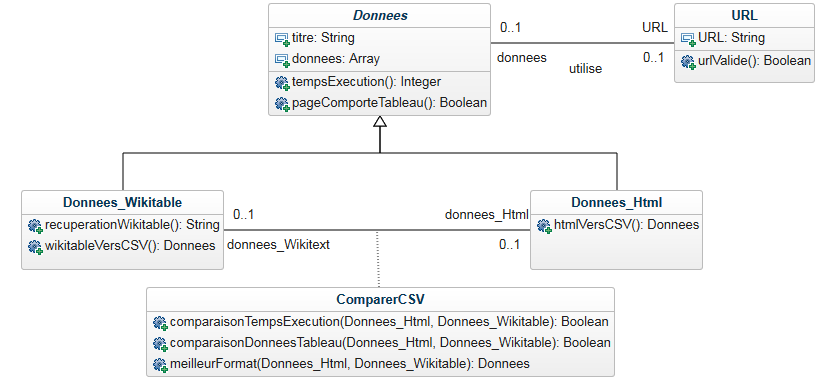 Donnees
titre: String
donnees: Array
tempsExecution(): Integer
pageComporteTableau(): Boolean
0..1
URL
donnees
utilise
0..1
URL
URL: String
urlValide(): Boolean
Donnees_Wikitable
recuperationWikitable(): String
wikitableVersCSV(): Donnees
0..1
donnees_Html
donnees_Wikitext
0..1
Donnees_Html
htmlVersCSV(): Donnees
ComparerCSV
comparaisonTempsExecution(Donnees_Html, Donnees_Wikitable): Boolean
comparaisonDonneesTableau(Donnees_Html, Donnees_Wikitable): Boolean
meilleurFormat(Donnees_Html, Donnees_Wikitable): Donnees